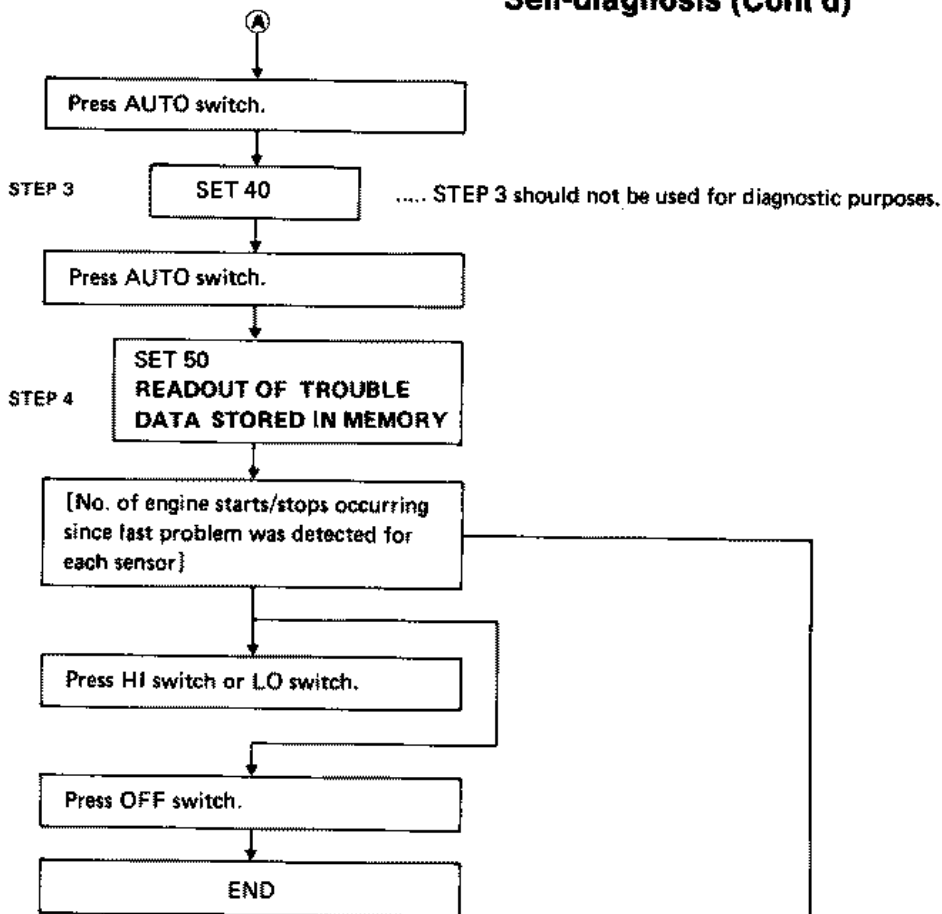 Self-diagnosis (Cont'd)
A
Press AUTO switch.
STEP 3
SET 40
..... STEP 3 should not be used for diagnostic purposes.
Press AUTO switch.
STEP 4
SET 50
READOUT OF TROUBLE
DATA STORED IN MEMORY
[No. of engine starts/stops occurring
since last problem was detected for
each sensor]
Press HI switch or LO switch.
Press OFF switch.
END